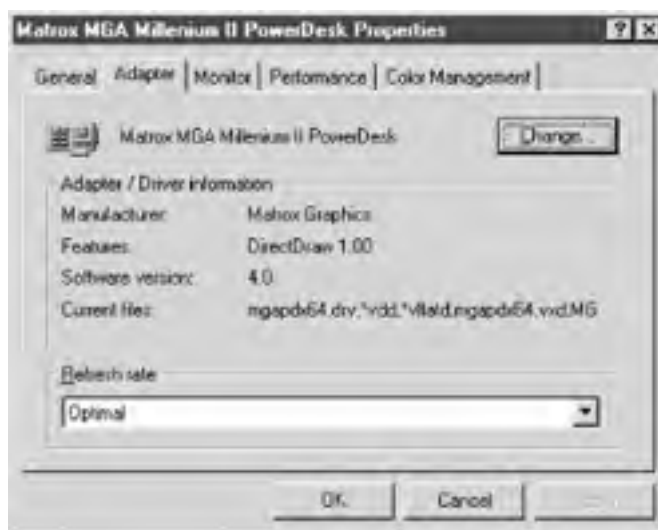 Matrox MGA Millenium II PowerDesk Properties
General Adapter Monitor Performance Color Management
Matrox MGA Millenium II PowerDesk Change...
Adapter / Driver information
Manufacturer: Matrox Graphics
Features: DirectDraw 1.00
Software version: 4.0
Current files: mgapdx64.drv,*vdd,*vflatd,mgapdx64.vxd,MG
Refresh rate
Optimal
OK Cancel